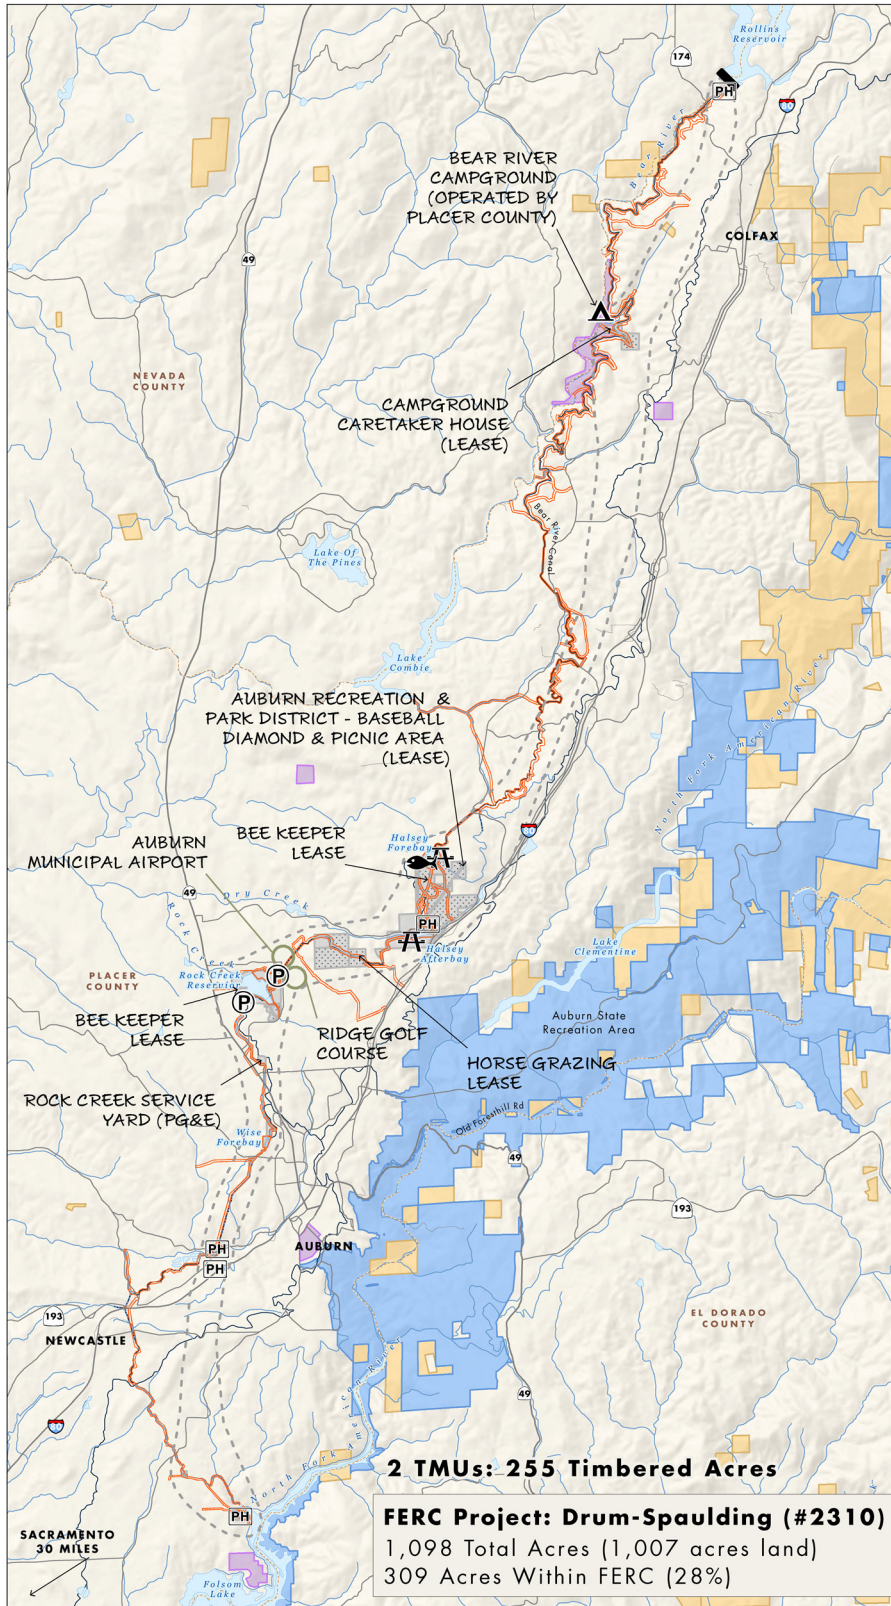 Rollins
Reservoir
174
PH
80
Bear River
BEAR RIVER
CAMPGROUND
(OPERATED BY
PLACER COUNTY)
COLFAX
49
NEVADA
COUNTY
CAMPGROUND
CARETAKER HOUSE
(LEASE)
Bear River Canal
Lake Of
The Pines
Lake
Combie
AUBURN RECREATION &
PARK DISTRICT - BASEBALL
DIAMOND & PICNIC AREA
(LEASE)
North Fork American River
BEE KEEPER
LEASE
Halsey
Forebay
80
AUBURN
MUNICIPAL AIRPORT
49
Dry Creek
Rock Creek
PH
Halsey
Afterbay
Lake
Clementine
PLACER
COUNTY
Rock Creek
Reservior
P
P
BEE KEEPER
LEASE
RIDGE GOLF
COURSE
Auburn State
Recreation Area
HORSE GRAZING
LEASE
ROCK CREEK SERVICE
YARD (PG&E)
Old Foresthill Rd
Wise
Forebay
49
193
PH
PH
AUBURN
193
NEWCASTLE
EL DORADO
COUNTY
49
80
North Fork American River
2 TMUs: 255 Timbered Acres
FERC Project: Drum-Spaulding (#2310)
1,098 Total Acres (1,007 acres land)
309 Acres Within FERC (28%)
PH
SACRAMENTO
30 MILES
Folsom
Lake